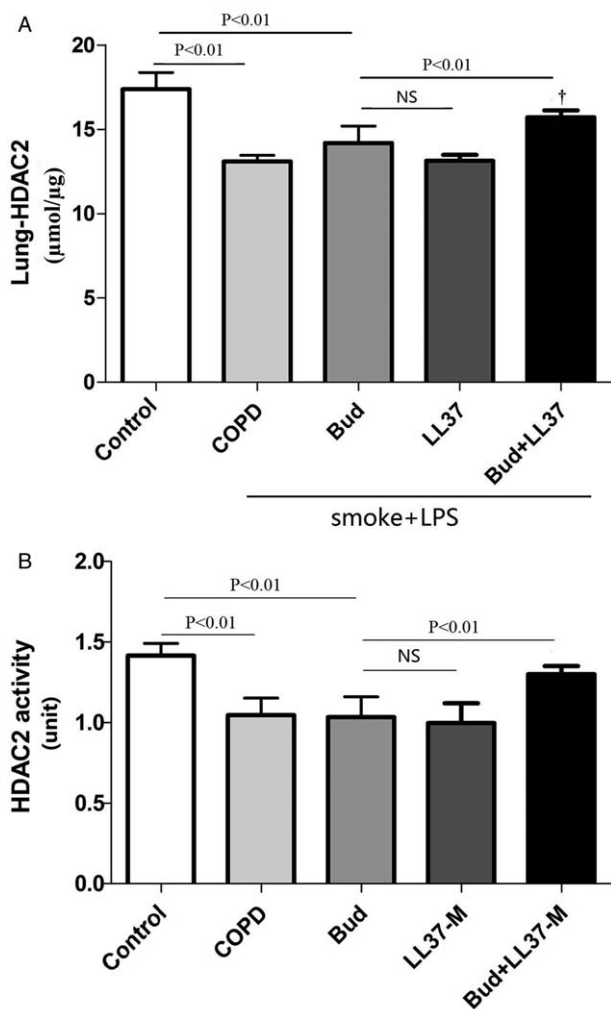 A
P<0.01
P<0.01
P<0.01
NS
†
Lung-HDAC2
(µmol/µg)
20
15
10
5
0
Control
COPD
Bud
LL37
Bud+LL37
smoke+LPS
B
P<0.01
P<0.01
P<0.01
NS
HDAC2 activity
(unit)
2.0
1.5
1.0
0.5
0.0
Control
COPD
Bud
LL37-M
Bud+LL37-M